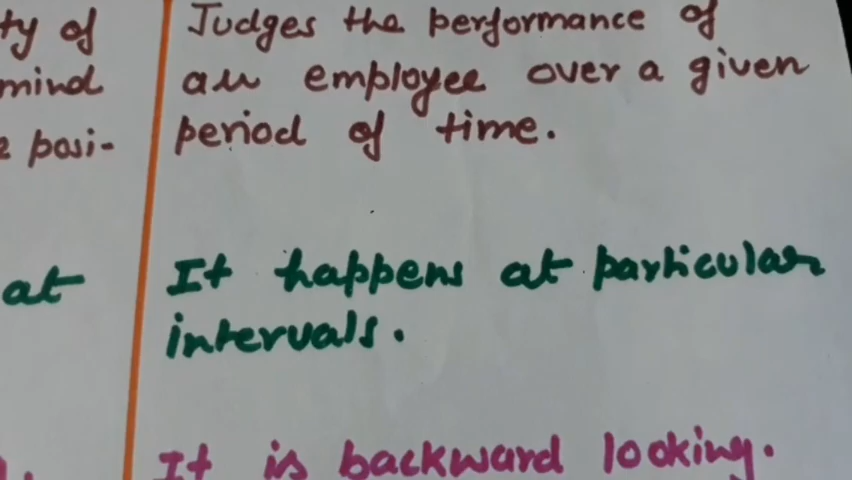 ty of
mind
posi-
at
Judges the performance of
an employee over a given
period of time.
It happens at particular
intervals.
It is backward looking.